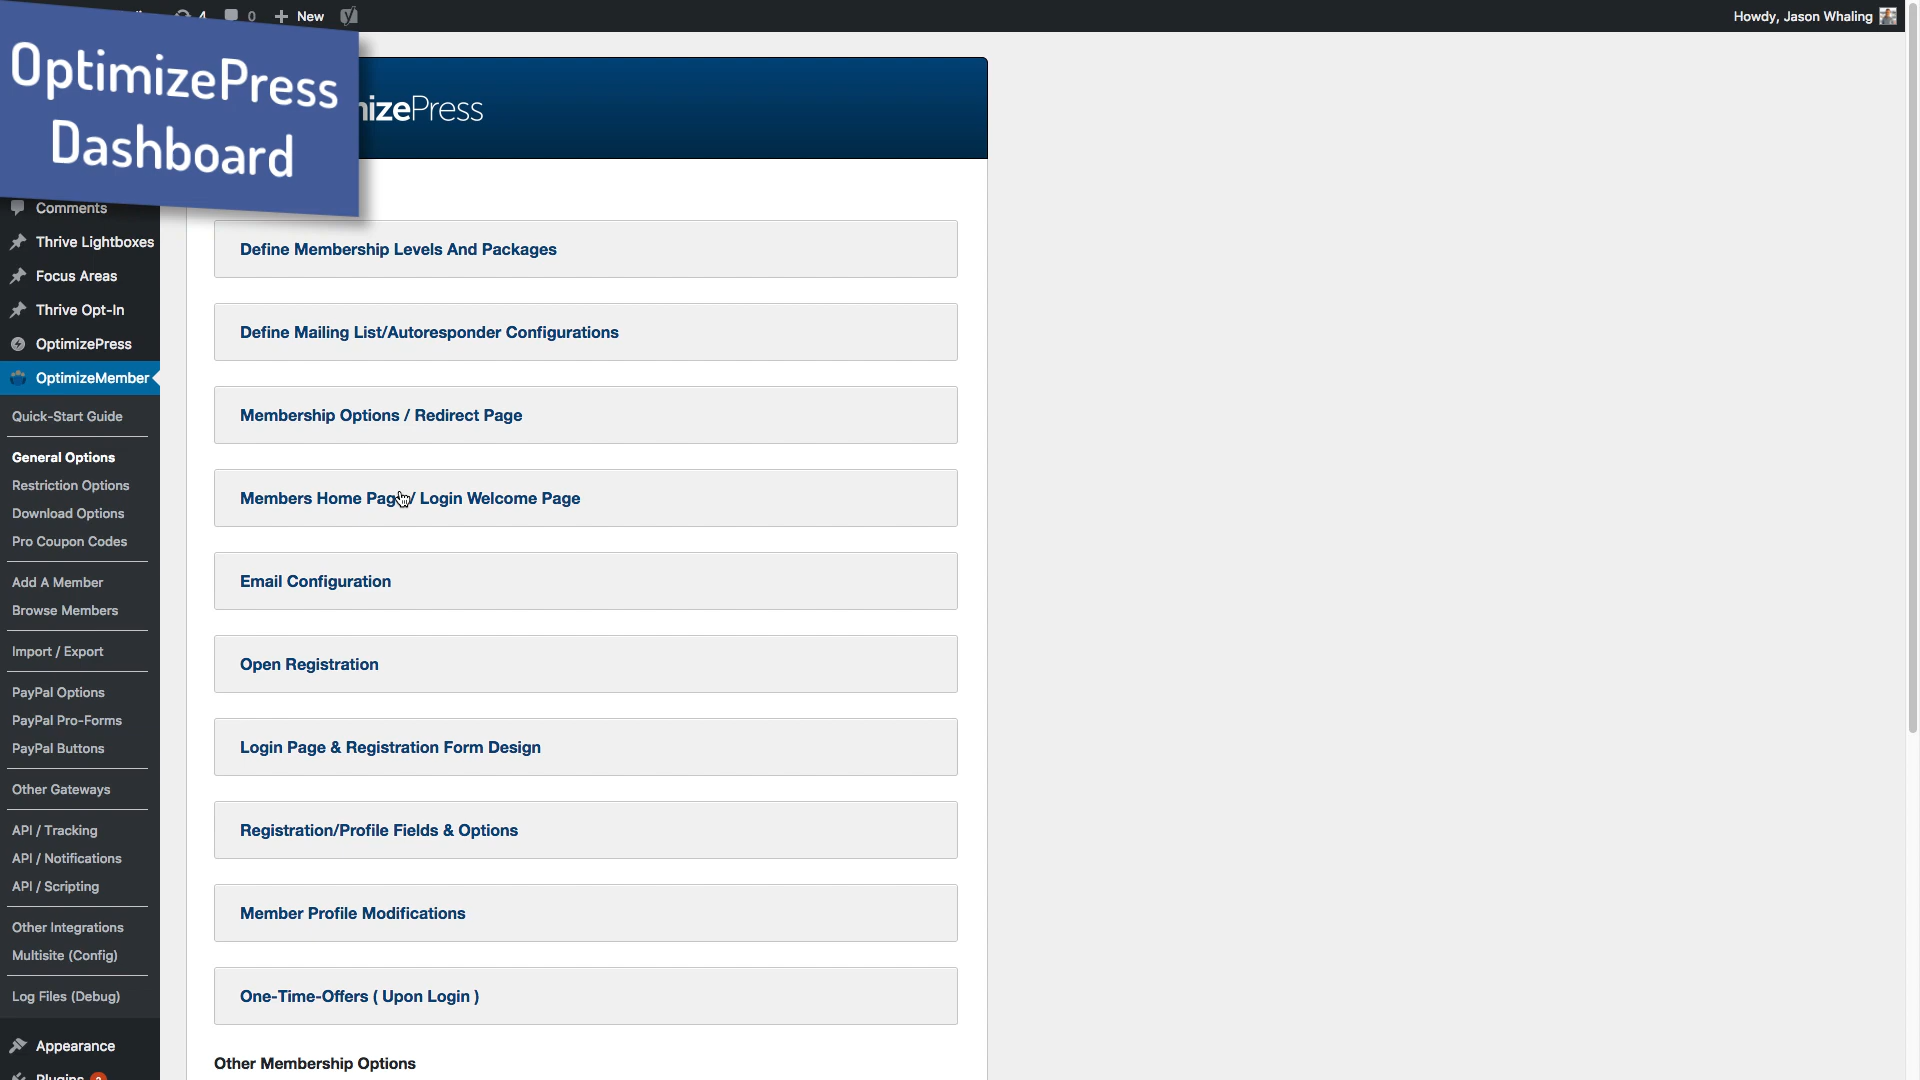 4
0
New
Howdy, Jason Whaling
OptimizePress
Dashboard
izePress
Comments
Thrive Lightboxes
Focus Areas
Thrive Opt-In
OptimizePress
OptimizeMember
Quick-Start Guide
General Options
Restriction Options
Download Options
Pro Coupon Codes
Add A Member
Browse Members
Import / Export
PayPal Options
PayPal Pro-Forms
PayPal Buttons
Other Gateways
API / Tracking
API / Notifications
API / Scripting
Other Integrations
Multisite (Config)
Log Files (Debug)
Appearance
Plugins
Define Membership Levels And Packages
Define Mailing List/Autoresponder Configurations
Membership Options / Redirect Page
Members Home Page / Login Welcome Page
Email Configuration
Open Registration
Login Page & Registration Form Design
Registration/Profile Fields & Options
Member Profile Modifications
One-Time-Offers ( Upon Login )
Other Membership Options